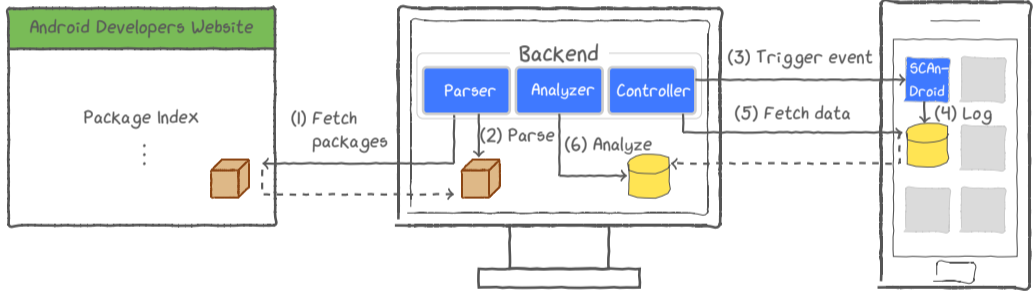 Android Developers Website
Package Index
(1) Fetch
packages
Backend
Parser
Analyzer
Controller
(2) Parse
(6) Analyze
(3) Trigger event
(5) Fetch data
SCAn-
Droid
(4) Log